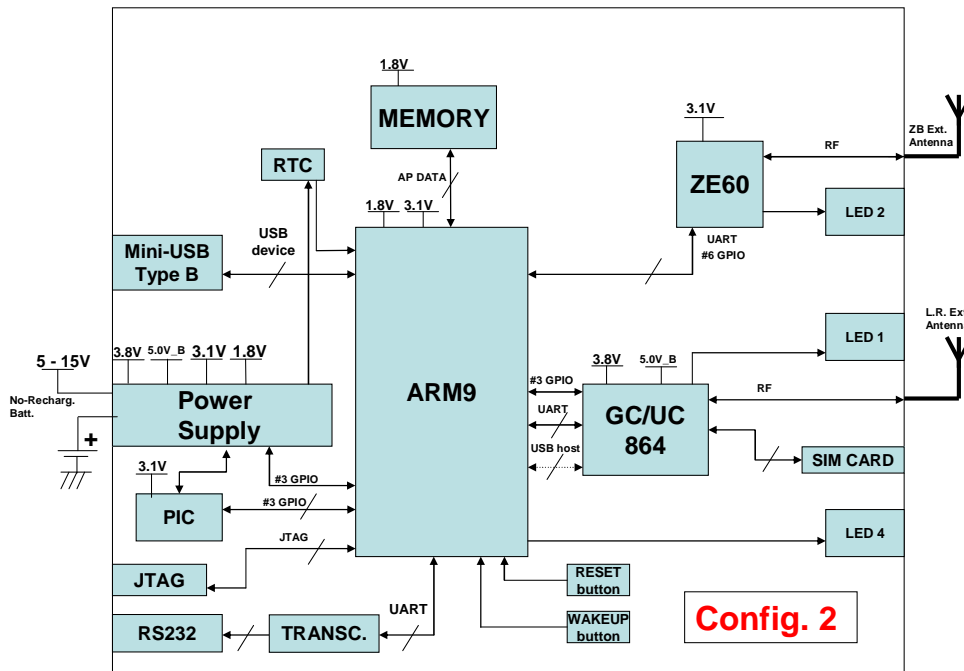 1.8V
MEMORY
3.1V
ZB Ext.
Antenna
RF
ZE60
RTC
AP DATA
LED 2
1.8V
3.1V
USB
device
UART
#6 GPIO
Mini-USB
Type B
L.R. Ext
Antenna
LED 1
5 - 15V
3.8V
5.0V_B
3.1V
1.8V
3.8V
5.0V_B
No-Recharg.
Batt.
Power
Supply
ARM9
#3 GPIO
GC/UC
864
RF
UART
+
USB host
SIM CARD
3.1V
#3 GPIO
PIC
#3 GPIO
LED 4
JTAG
JTAG
RESET
button
UART
WAKEUP
button
RS232
TRANSC.
Config. 2